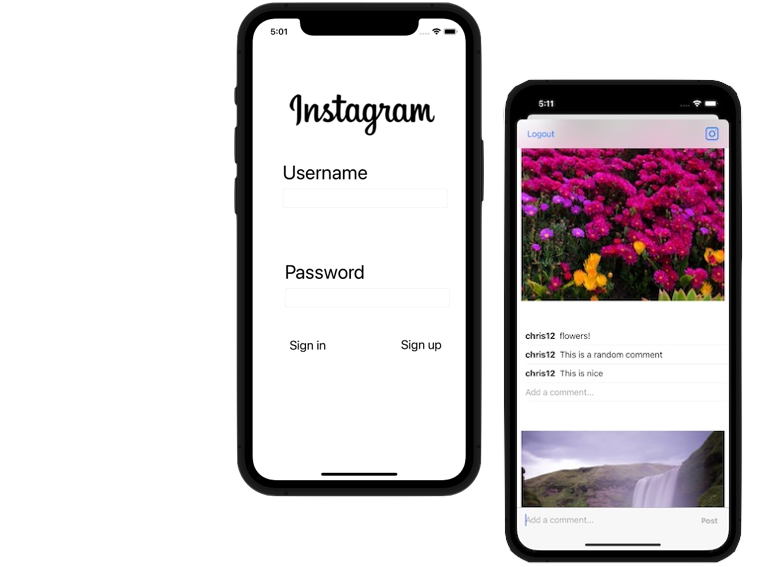 5:01
Instagram
Username
Password
Sign in
Sign up
5:11
Logout
chris12 flowers!
chris12 This is a random comment
chris12 This is nice
Add a comment...
Add a comment...
Post